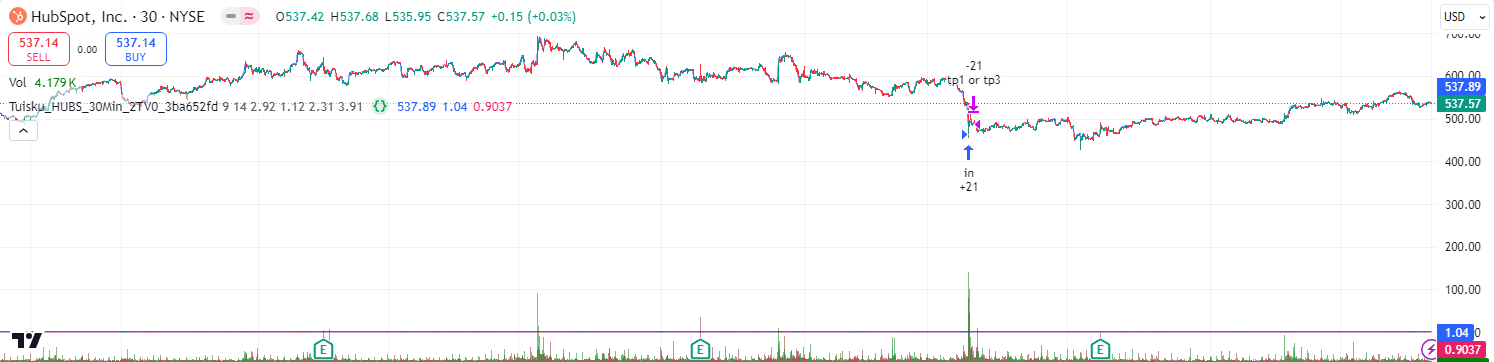 HubSpot, Inc. · 30 · NYSE
O537.42 H537.68 L535.95 C537.57 +0.15 (+0.03%)
USD
537.14 SELL
0.00
537.14 BUY
Vol 4.179 K
Tuisku_HUBS_30Min_2TV0_3ba652fd 9 14 2.92 1.12 2.31 3.91 537.89 1.04 0.9037
-21
tp1 or tp3
in
+21
700.00
600.00
537.89
537.57
500.00
400.00
300.00
200.00
100.00
1.04
0.9037
E
E
E